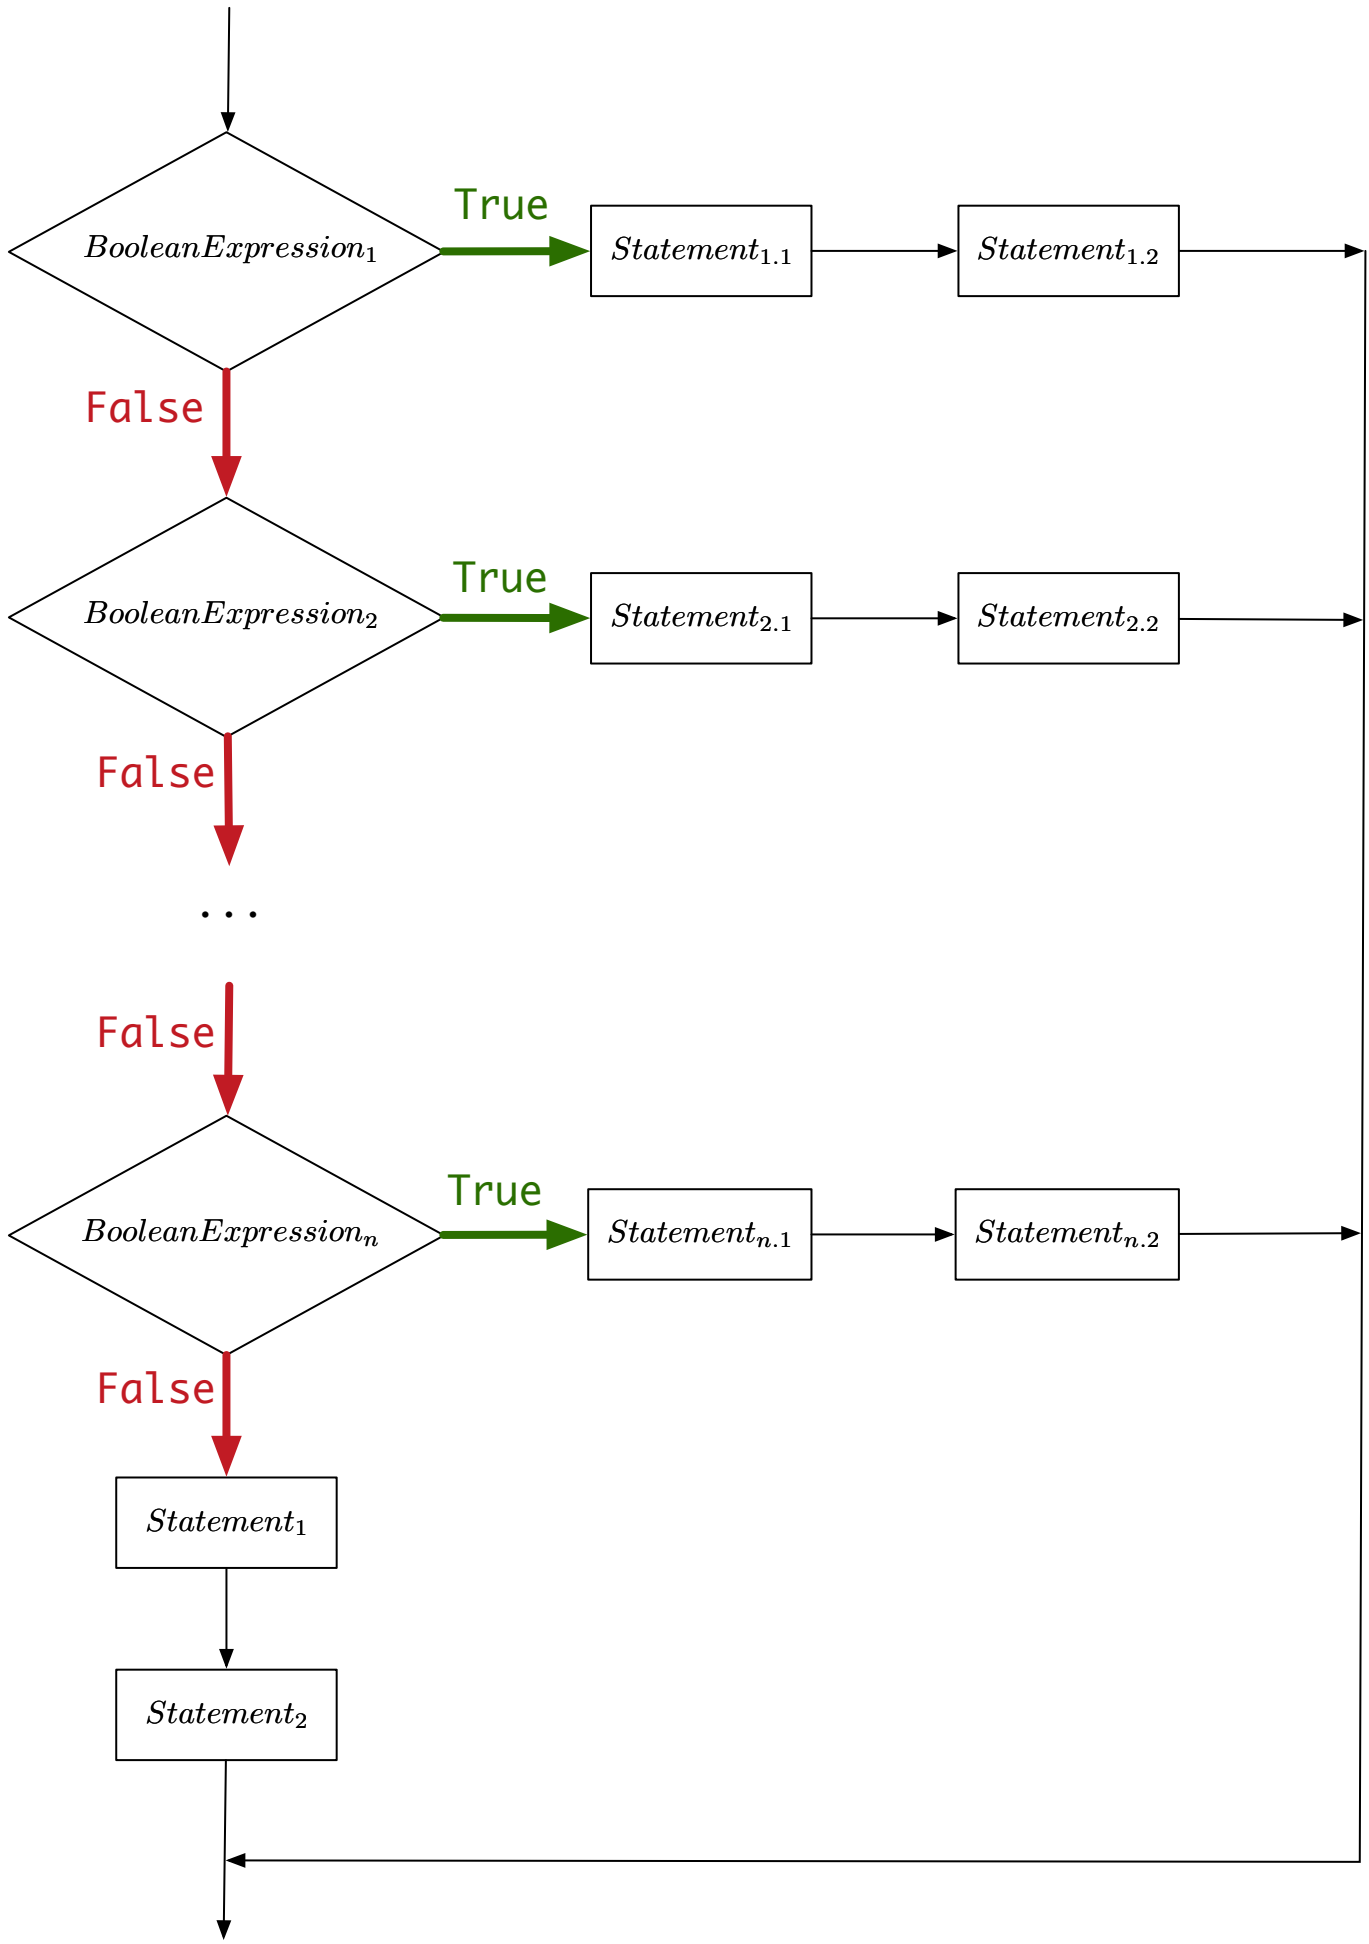 True
BooleanExpression₁ Statement₁.₁ Statement₁.₂
False
True
BooleanExpression₂ Statement₂.₁ Statement₂.₂
False
...
False
True
BooleanExpressionₙ Statementₙ.₁ Statementₙ.₂
False
Statement₁
Statement₂